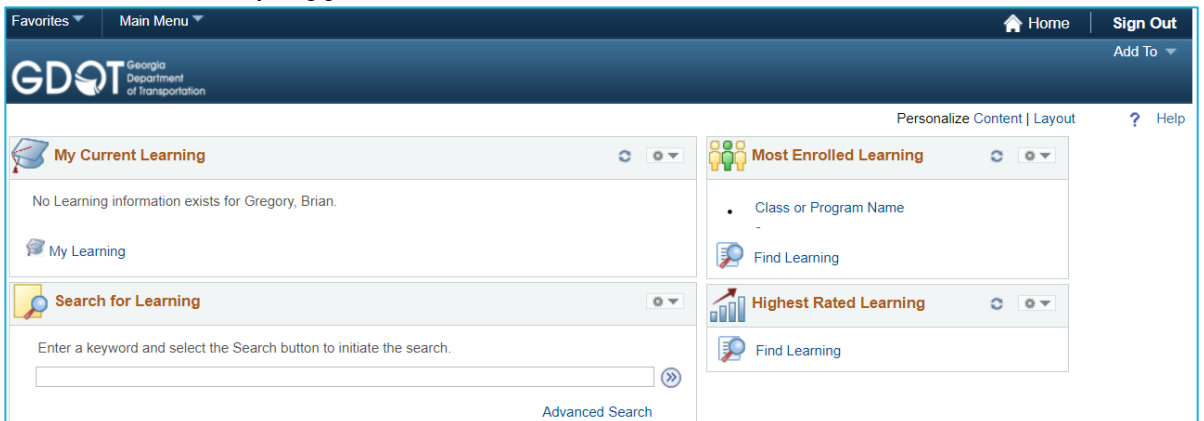 Favorites Main Menu Home Sign Out
Add To
GDOT Georgia
Department
of Transportation
Personalize Content | Layout ? Help
My Current Learning
No Learning information exists for Gregory, Brian.
My Learning
Most Enrolled Learning
• Class or Program Name
-
Find Learning
Search for Learning
Enter a keyword and select the Search button to initiate the search.
Advanced Search
Highest Rated Learning
Find Learning